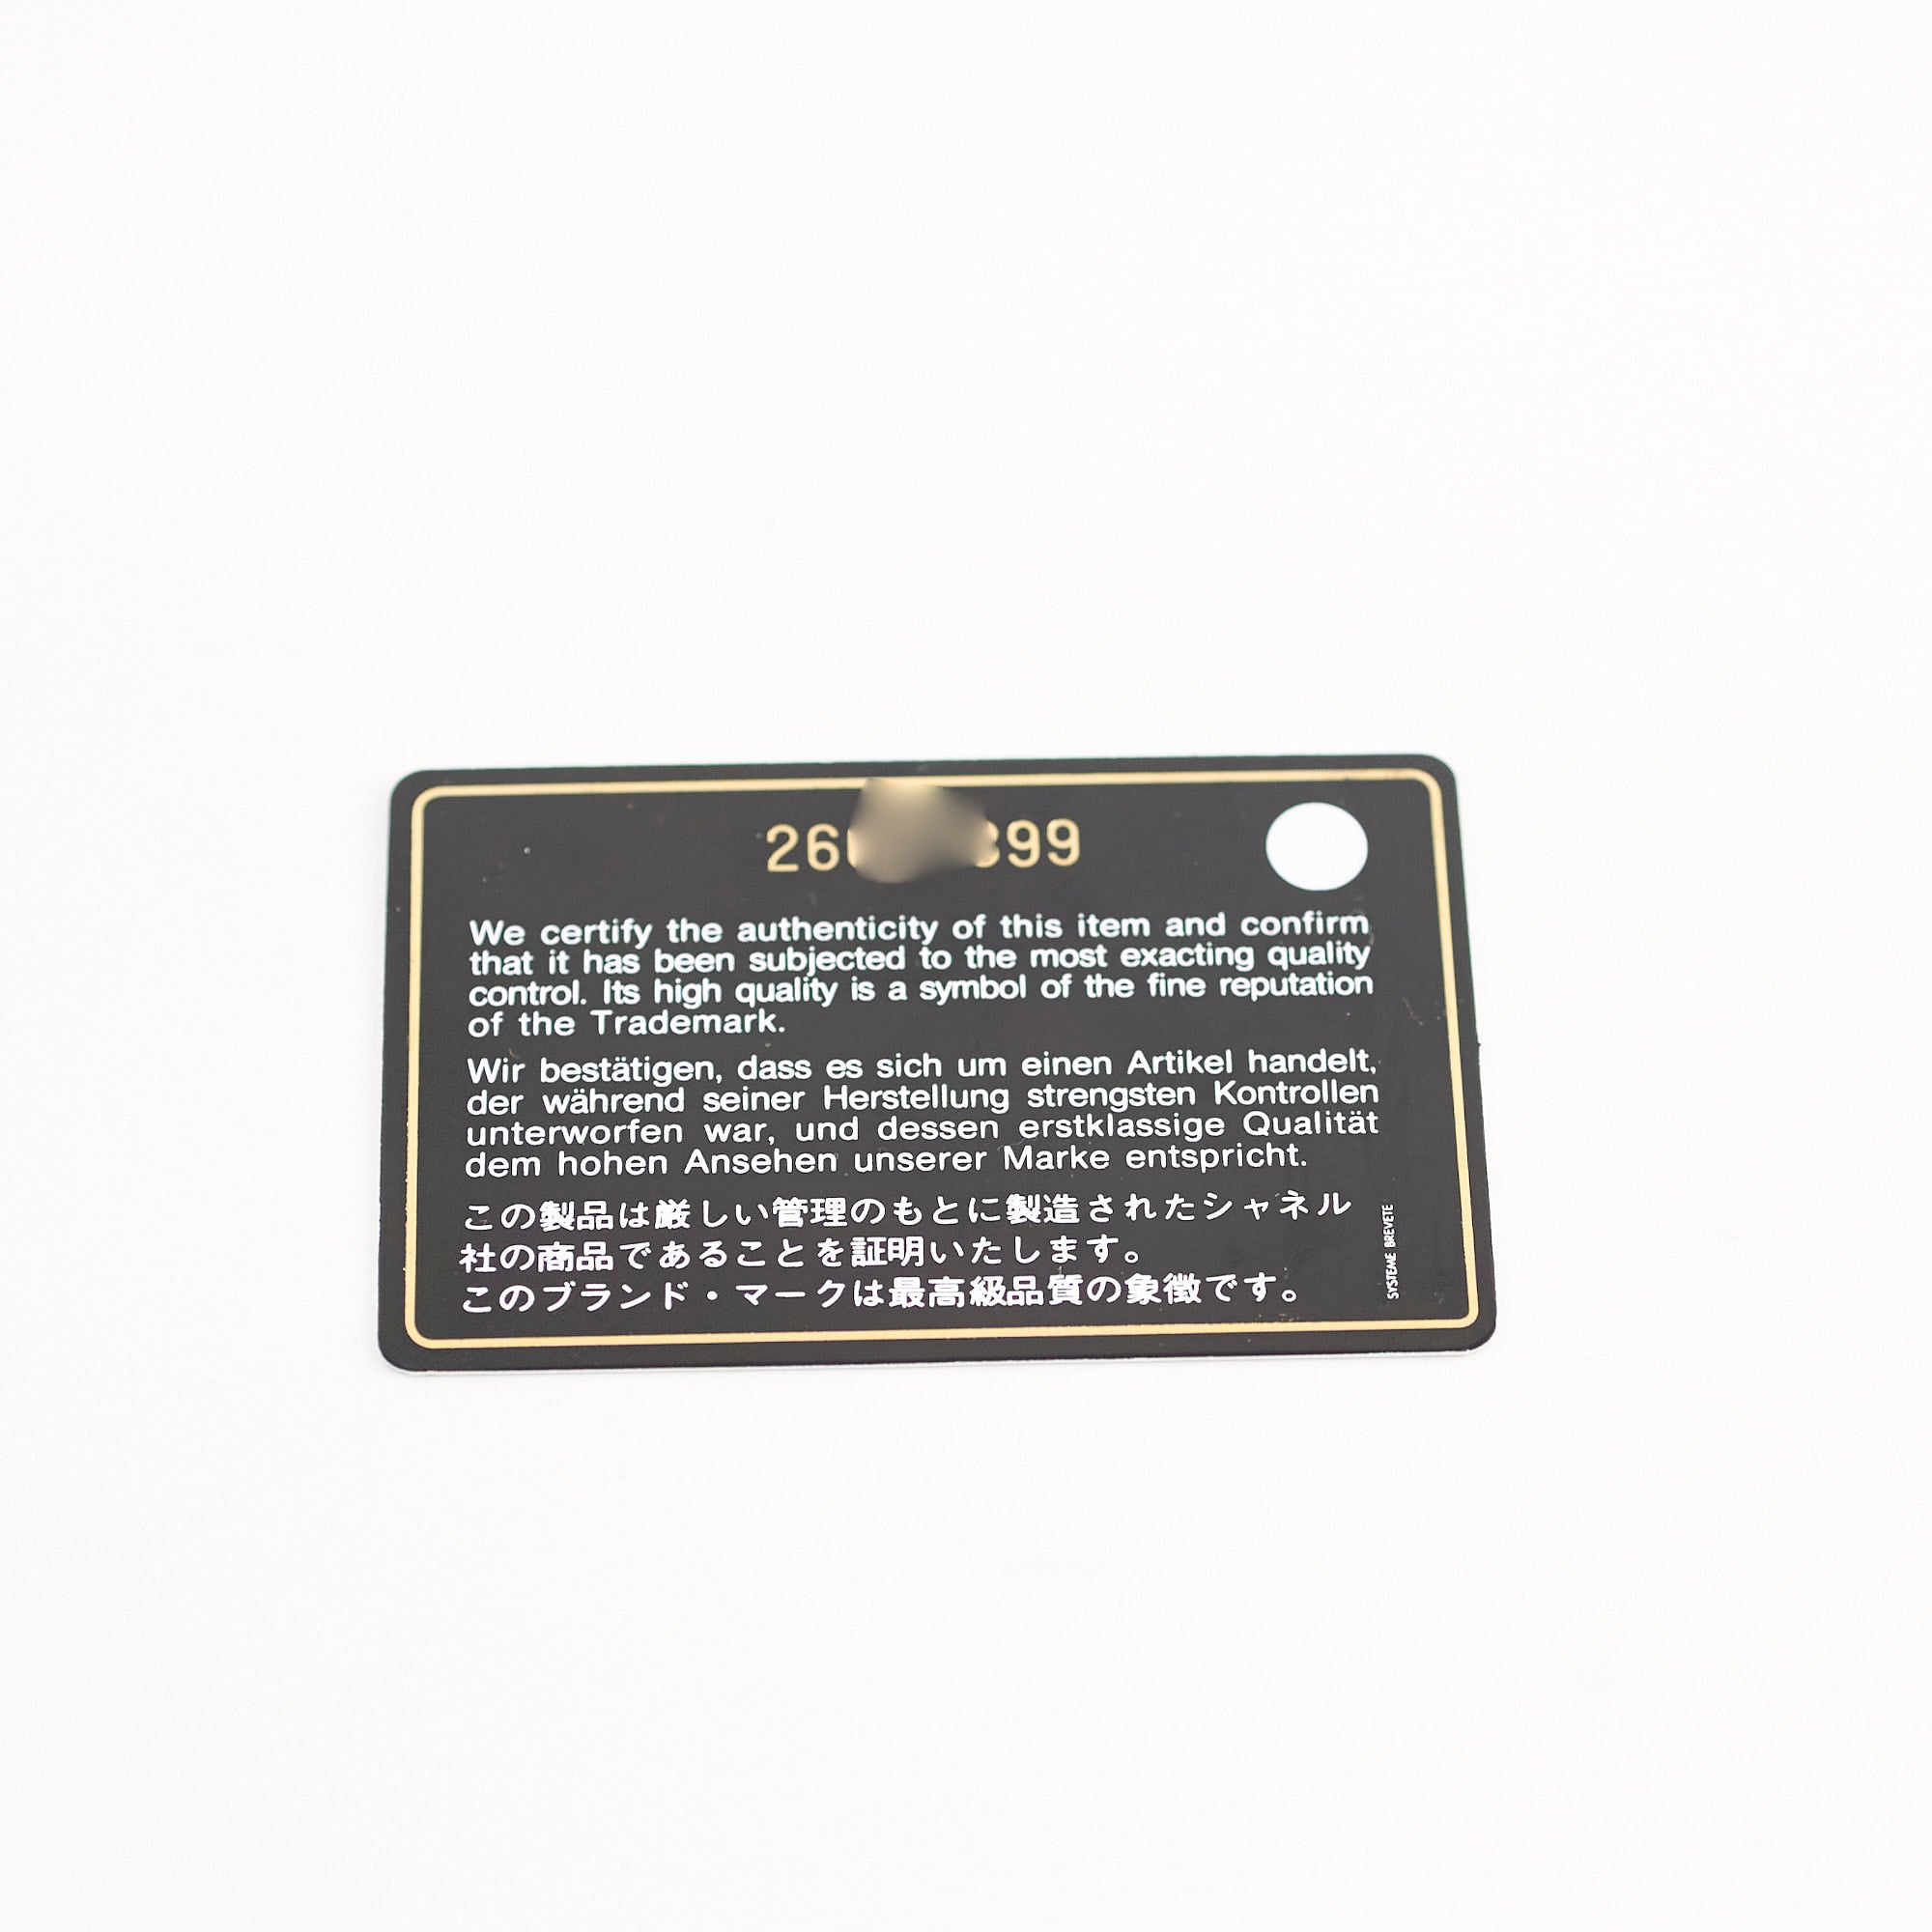 26 99
We certify the authenticity of this item and confirm
that it has been subjected to the most exacting quality
control. Its high quality is a symbol of the fine reputation
of the Trademark.
Wir bestätigen, dass es sich um einen Artikel handelt,
der während seiner Herstellung strengsten Kontrollen
unterworfen war, und dessen erstklassige Qualität
dem hohen Ansehen unserer Marke entspricht.
この製品は厳しい管理のもとに製造されたシャネル
社の商品であることを証明いたします。
このブランド・マークは最高級品質の象徴です。
SYSTEME BREVETE